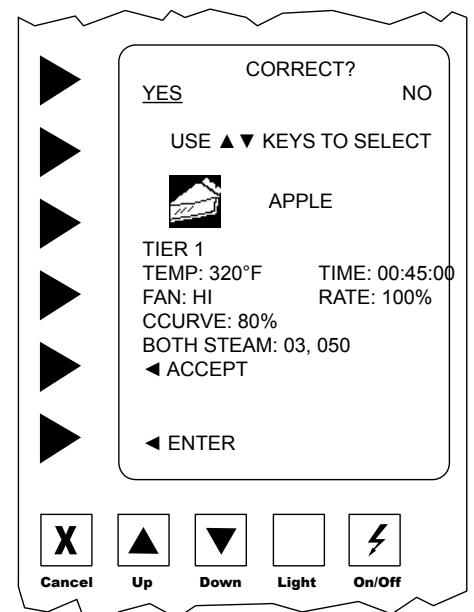 CORRECT?
YES NO
USE ▲▼ KEYS TO SELECT
APPLE
TIER 1
TEMP: 320°F TIME: 00:45:00
FAN: HI RATE: 100%
CCURVE: 80%
BOTH STEAM: 03, 050
◄ ACCEPT
◄ ENTER
X
Cancel Up Down Light On/Off